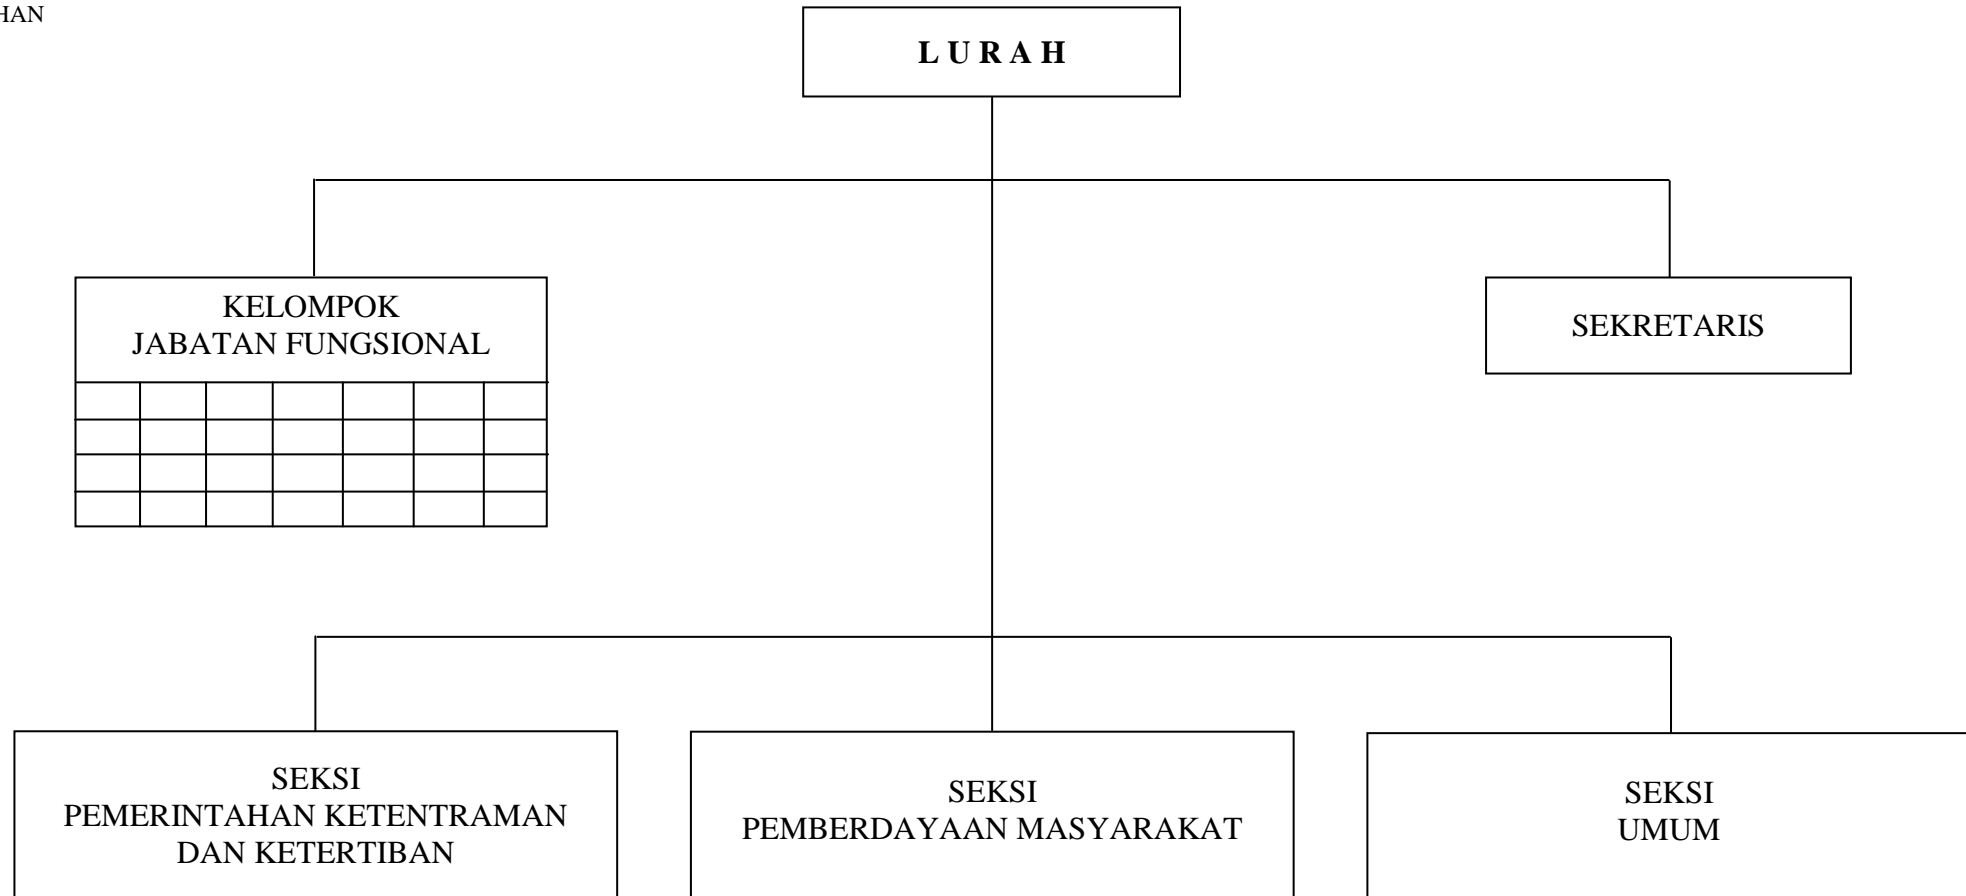 HAN
L U R A H
KELOMPOK
JABATAN FUNGSIONAL
SEKRETARIS
SEKSI
PEMERINTAHAN KETENTRAMAN
DAN KETERTIBAN
SEKSI
PEMBERDAYAAN MASYARAKAT
SEKSI
UMUM